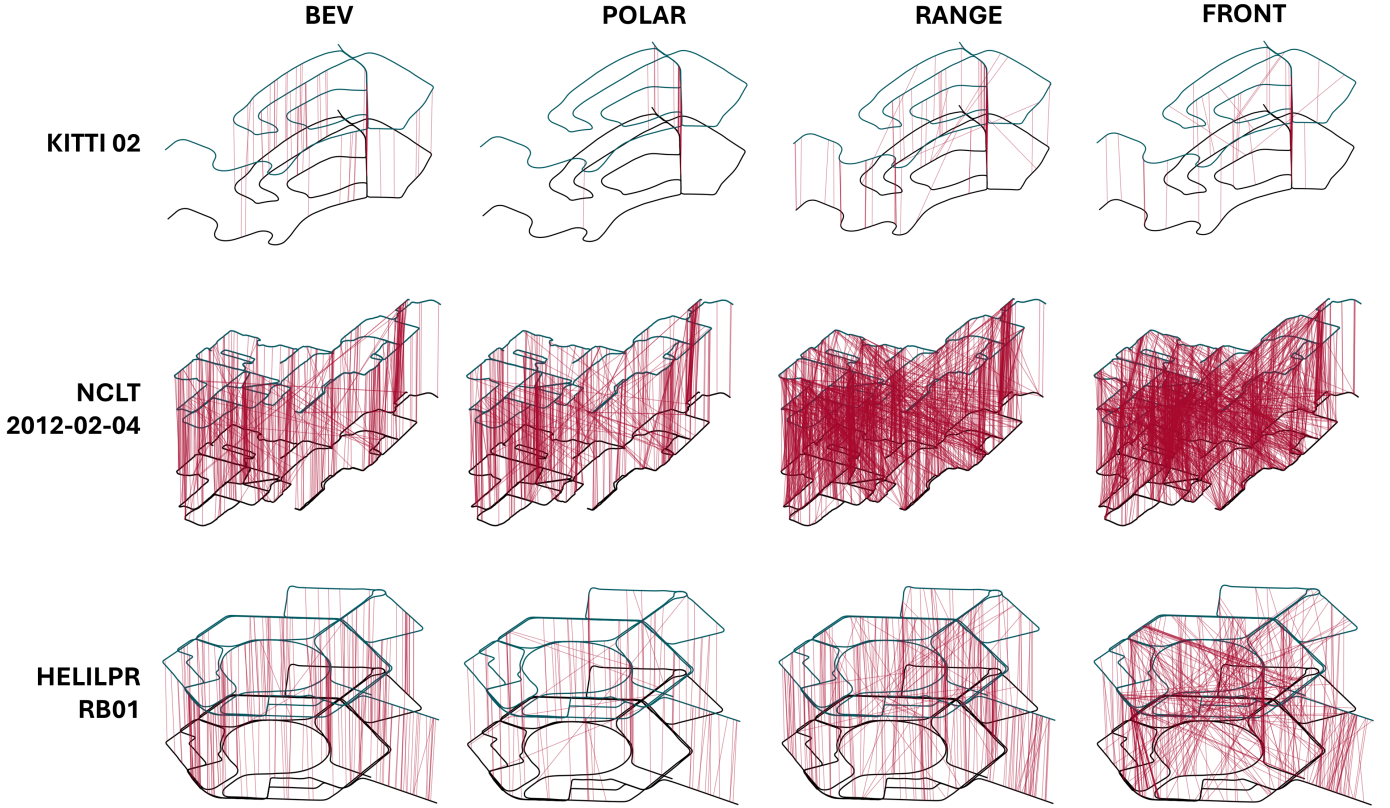 BEV POLAR RANGE FRONT
KITTI 02
NCLT
2012-02-04
HELILPR
RB01